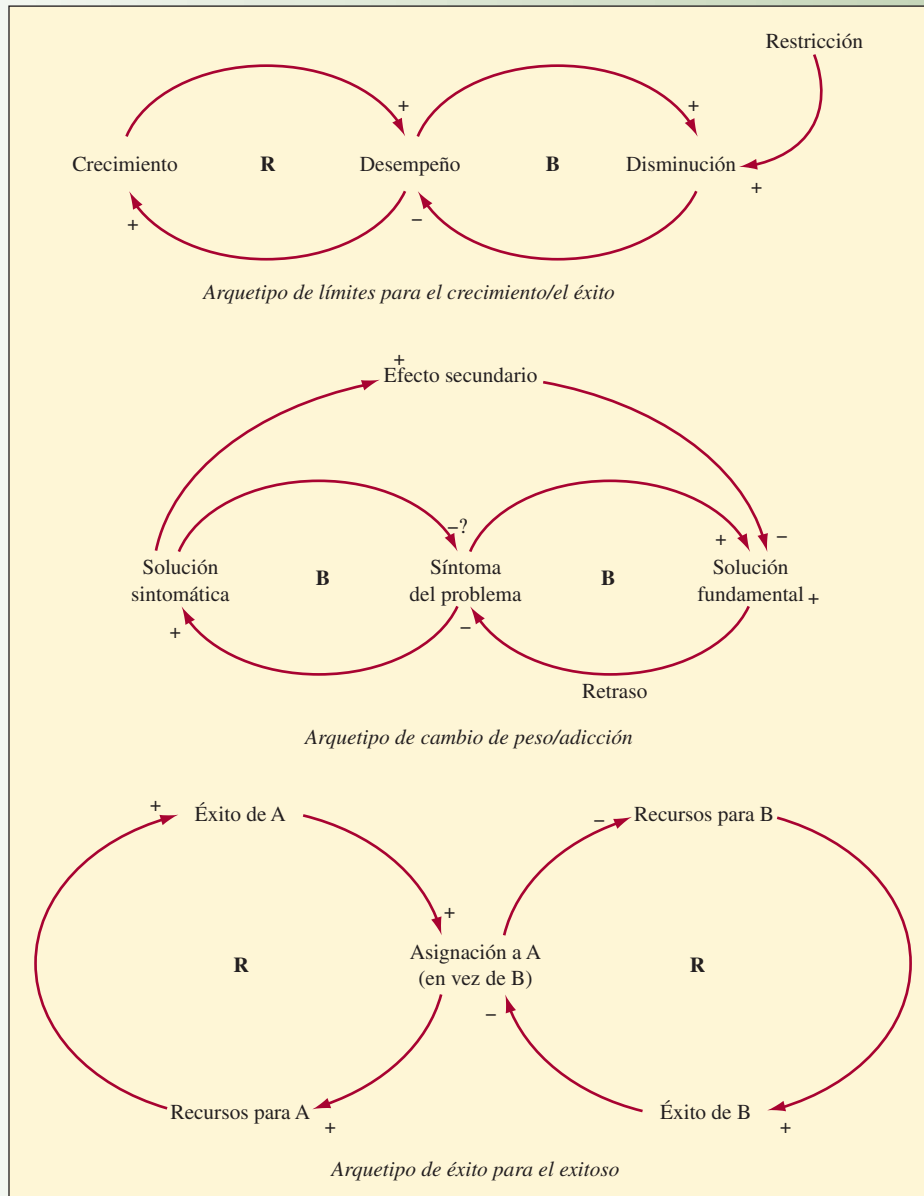 Restricción
+
+
Crecimiento
R
Desempeño
B
Disminución
+
+
–
Arquetipo de límites para el crecimiento/el éxito
+
Efecto secundario
–?
+
–
Solución
sintomática
B
Síntoma
del problema
B
Solución
fundamental
+
+
–
Retraso
Arquetipo de cambio de peso/adicción
+
Éxito de A
–
Recursos para B
+
R
Asignación a A
(en vez de B)
R
–
Recursos para A
+
Éxito de B
+
Arquetipo de éxito para el exitoso